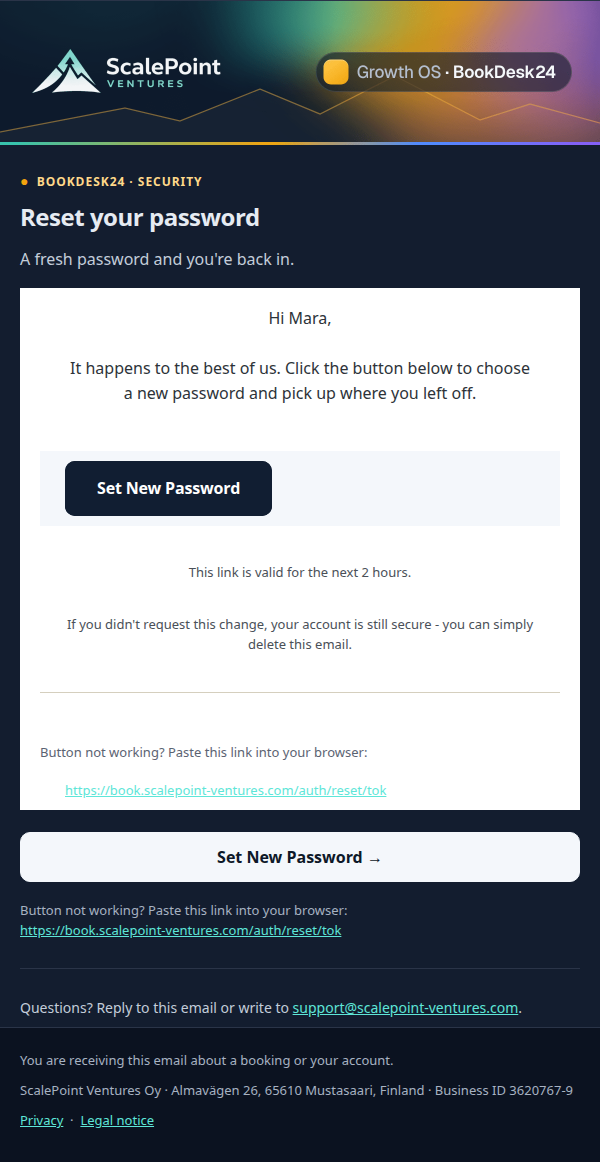 ScalePoint
VENTURES
Growth OS · BookDesk24
BOOKDESK24 · SECURITY
Reset your password
A fresh password and you're back in.
Hi Mara,
It happens to the best of us. Click the button below to choose
a new password and pick up where you left off.
Set New Password
This link is valid for the next 2 hours.
If you didn't request this change, your account is still secure - you can simply
delete this email.
Button not working? Paste this link into your browser:
https://book.scalepoint-ventures.com/auth/reset/tok
Set New Password →
Button not working? Paste this link into your browser:
https://book.scalepoint-ventures.com/auth/reset/tok
Questions? Reply to this email or write to support@scalepoint-ventures.com.
You are receiving this email about a booking or your account.
ScalePoint Ventures Oy · Almavägen 26, 65610 Mustasaari, Finland · Business ID 3620767-9
Privacy · Legal notice